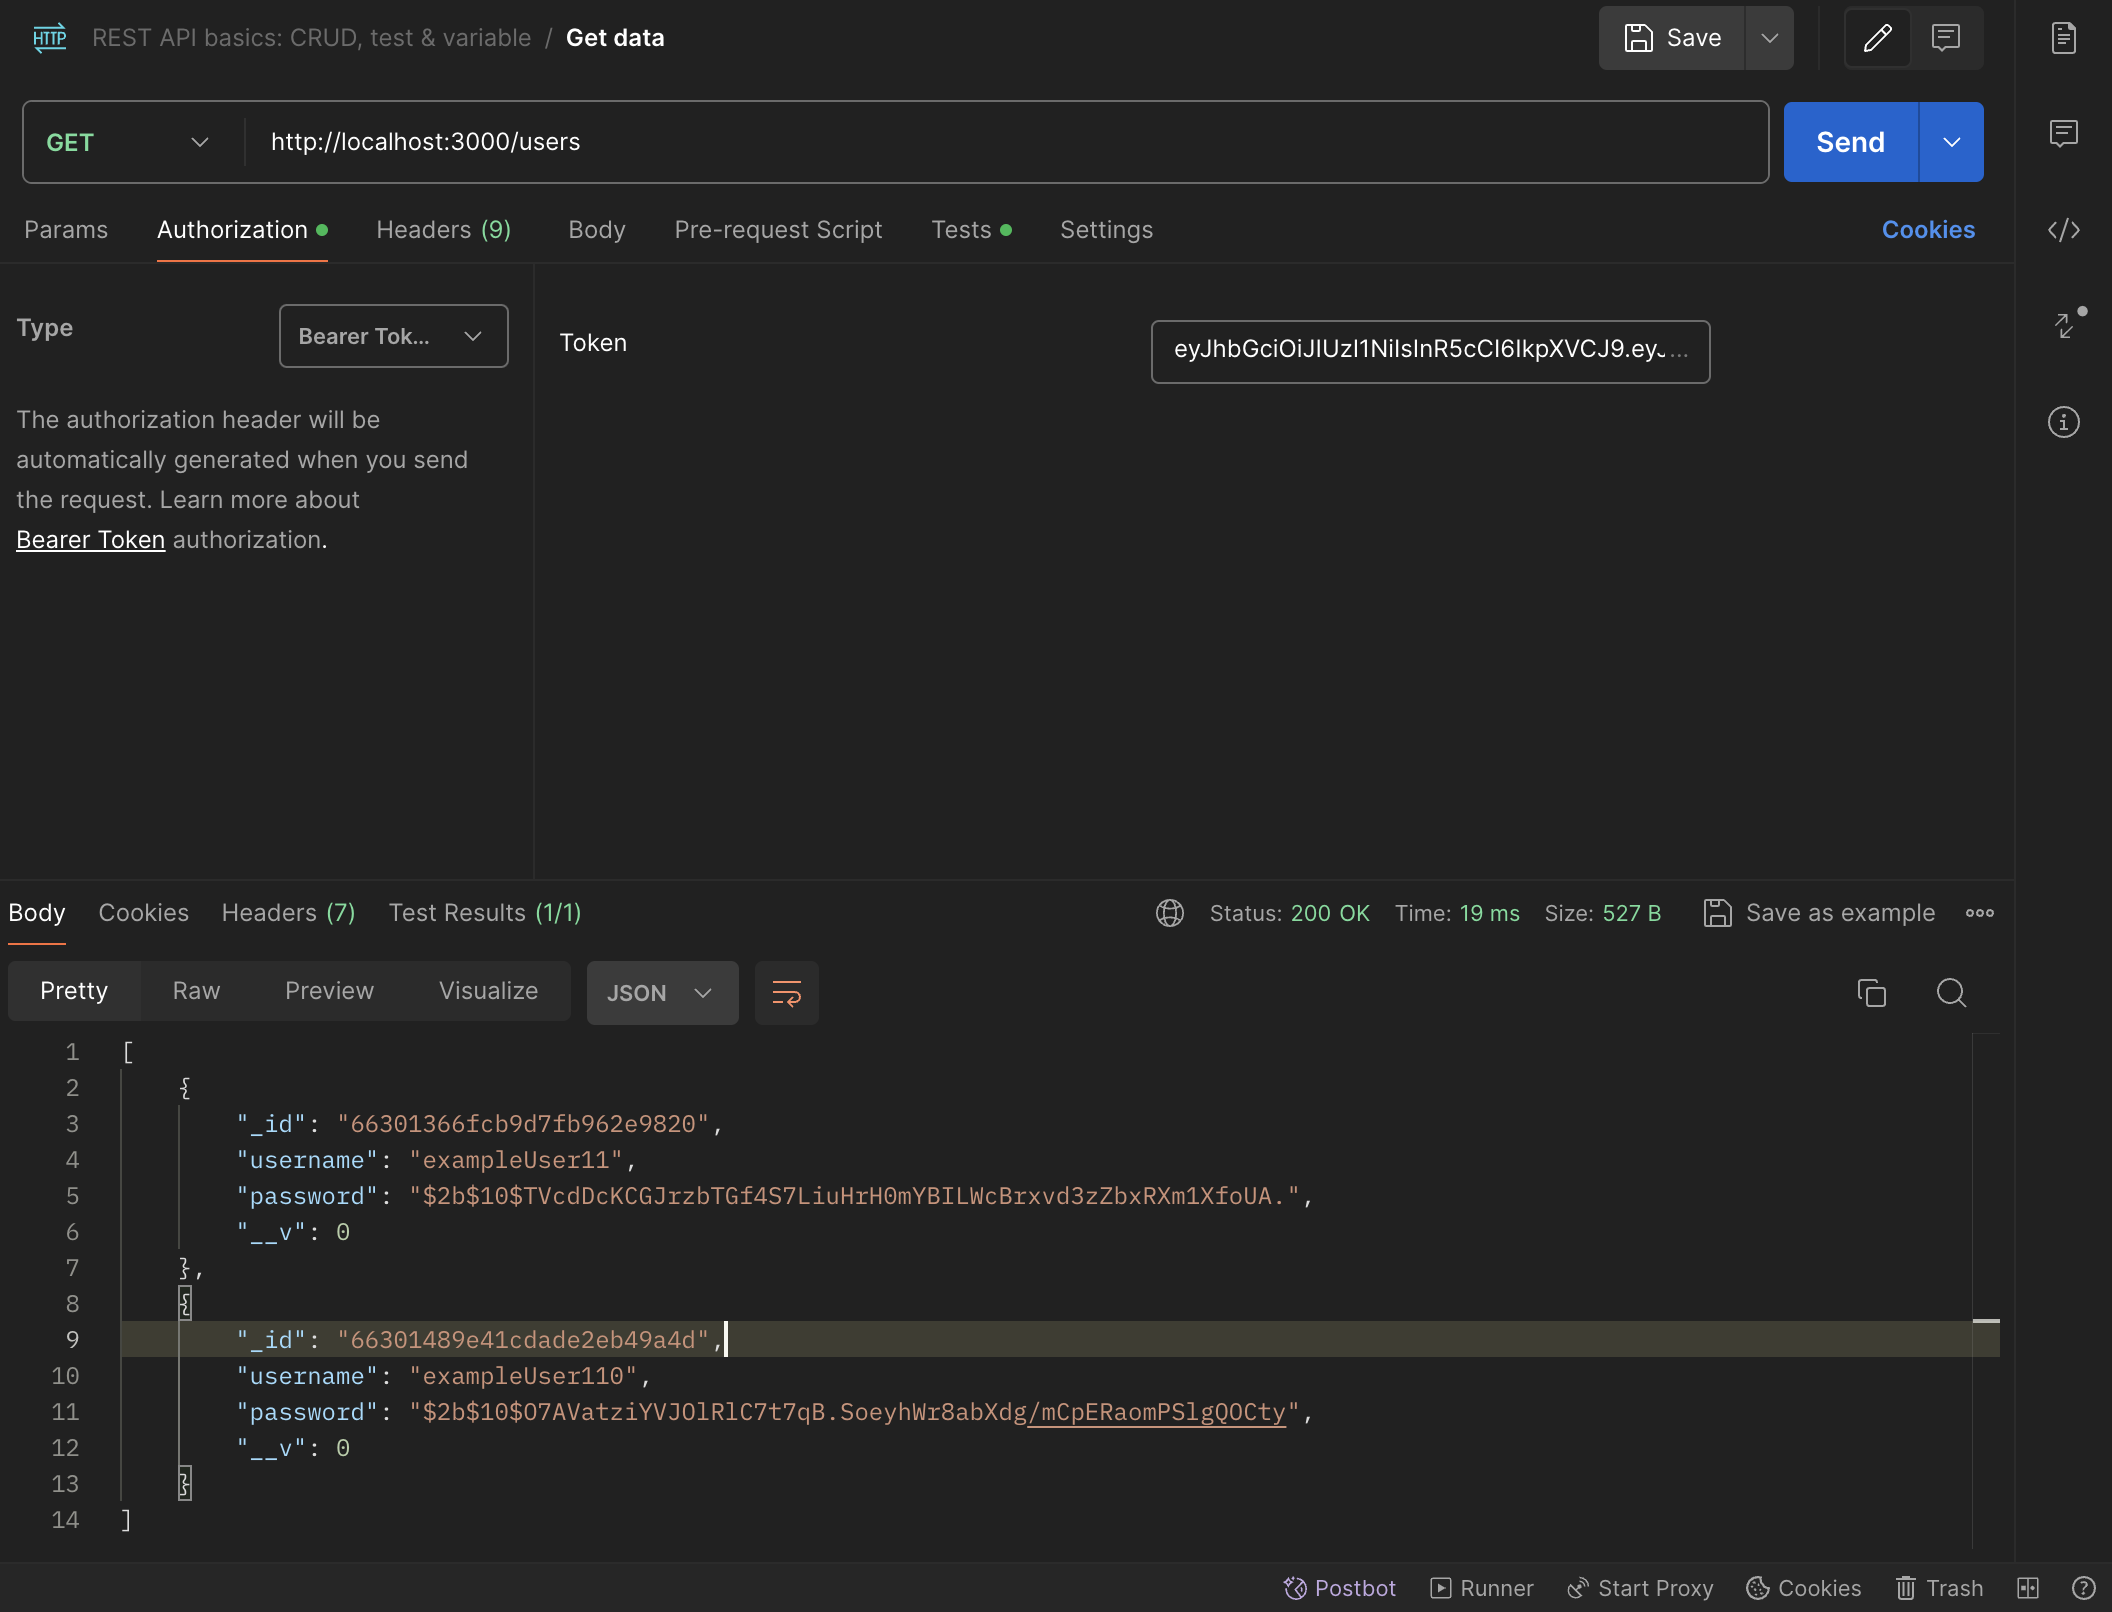 HTTP REST API basics: CRUD, test & variable / Get data Save
GET http://localhost:3000/users Send
Params Authorization Headers (9) Body Pre-request Script Tests Settings Cookies
Type Bearer Tok...
Token eyJhbGciOiJIUzI1NiIsInR5cCI6IkpXVCJ9.eyJ...
The authorization header will be
automatically generated when you send
the request. Learn more about
Bearer Token authorization.
Body Cookies Headers (7) Test Results (1/1) Status: 200 OK Time: 19 ms Size: 527 B Save as example
Pretty Raw Preview Visualize JSON
1 [
2 {
3 "_id": "66301366fcb9d7fb962e9820",
4 "username": "exampleUser11",
5 "password": "$2b$10$TVcdDcKCGJrzbTGf4S7LiuHrH0mYBILWcBrxvd3zZbxRXm1XfoUA.",
6 "__v": 0
7 },
8 {
9 "_id": "66301489e41cdade2eb49a4d",
10 "username": "exampleUser110",
11 "password": "$2b$10$O7AVatziYVJOlRlC7t7qB.SoeyhWr8abXdg/mCpERaomPSlgQOCty",
12 "__v": 0
13 }
14 ]
Postbot Runner Start Proxy Cookies Trash